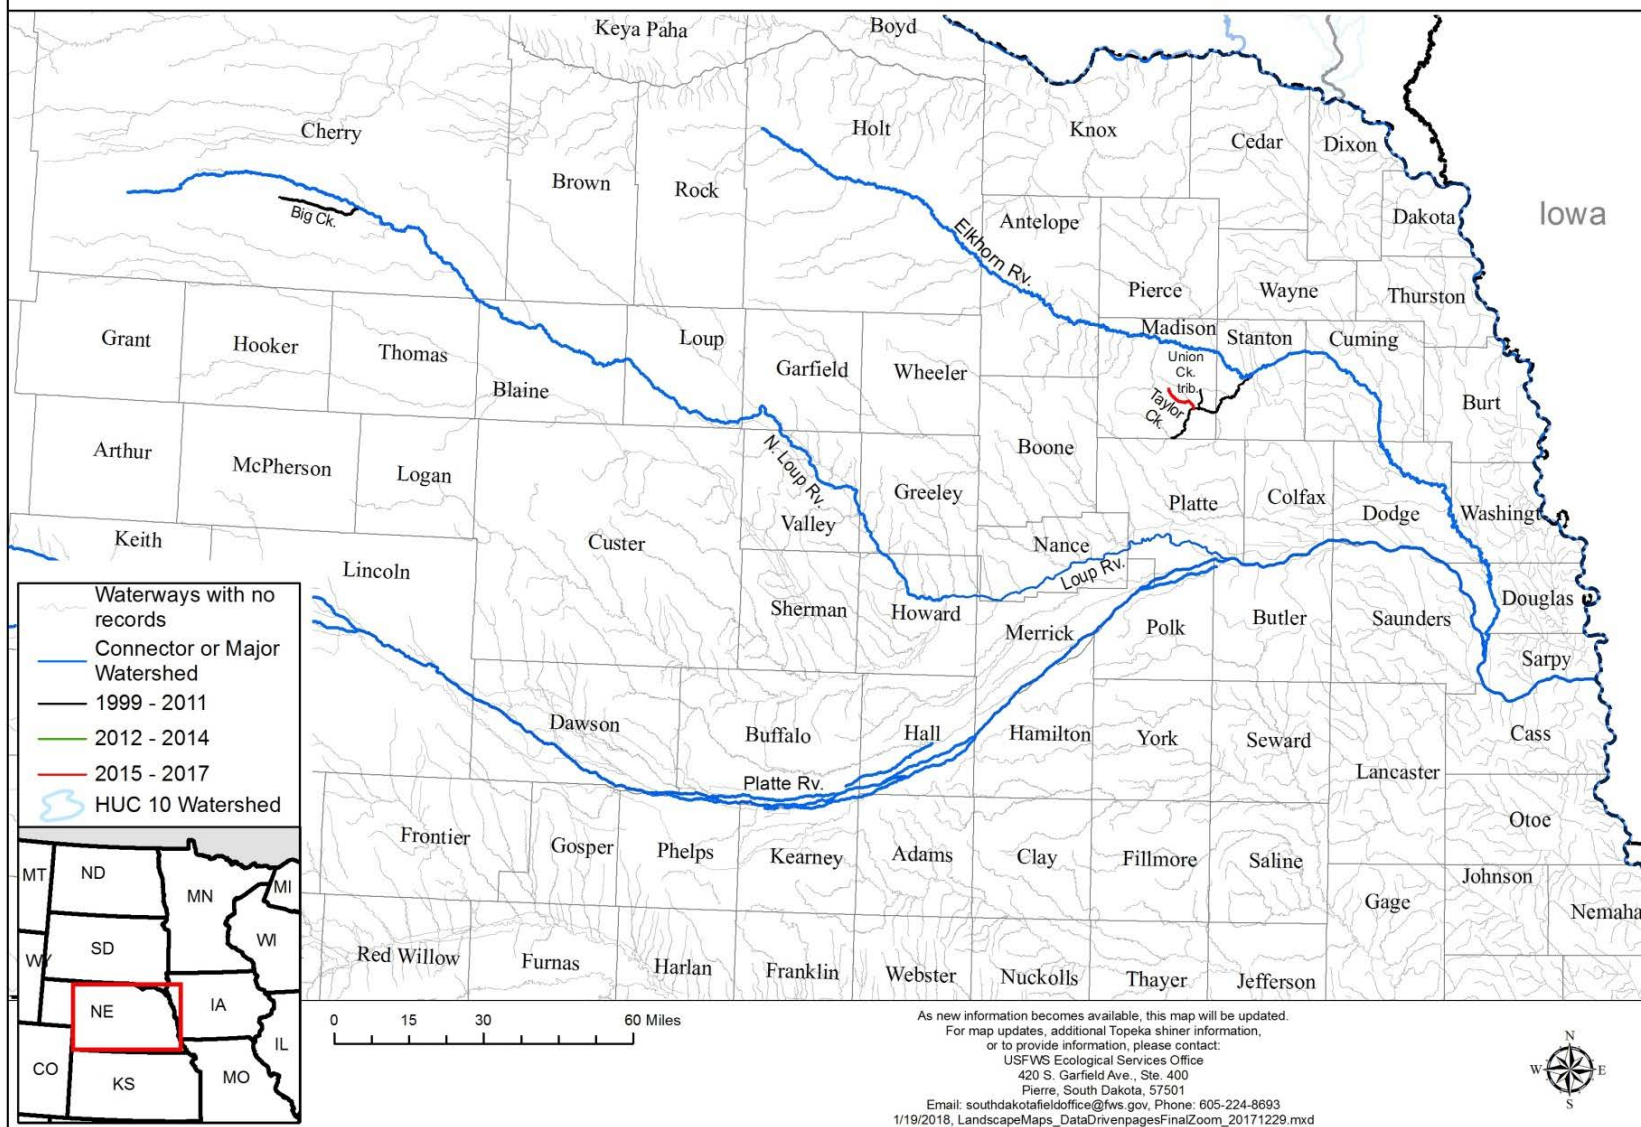 Keya Paha
Boyd
Cherry
Holt
Knox
Cedar
Dixon
Brown
Rock
Big Ck.
Antelope
Dakota
Iowa
Elkhorn Rv.
Pierce
Wayne
Thurston
Grant
Hooker
Thomas
Loup
Madison
Stanton
Cuming
Blaine
Garfield
Wheeler
Union
Ck.
trib.
Taylor
Ck.
Burt
Arthur
McPherson
Logan
N. Loup Rv.
Boone
Greeley
Platte
Colfax
Dodge
Washingt
Valley
Keith
Custer
Nance
Lincoln
Loup Rv.
Sherman
Howard
Merrick
Polk
Butler
Saunders
Douglas
Sarpy
Dawson
Buffalo
Hall
Hamilton
York
Seward
Cass
Lancaster
Platte Rv.
Otoe
Frontier
Gosper
Phelps
Kearney
Adams
Clay
Fillmore
Saline
Johnson
Gage
Nemaha
Red Willow
Furnas
Harlan
Franklin
Webster
Nuckolls
Thayer
Jefferson
Waterways with no
records
Connector or Major
Watershed
1999 - 2011
2012 - 2014
2015 - 2017
HUC 10 Watershed
MT
ND
MN
MI
SD
WI
WY
NE
IA
IL
CO
KS
MO
0 15 30 60 Miles
As new information becomes available, this map will be updated.
For map updates, additional Topeka shiner information,
or to provide information, please contact:
USFWS Ecological Services Office
420 S. Garfield Ave., Ste. 400
Pierre, South Dakota, 57501
Email: southdakotafieldoffice@fws.gov, Phone: 605-224-8693
1/19/2018, LandscapeMaps_DataDrivenpagesFinalZoom_20171229.mxd
N
W E
S